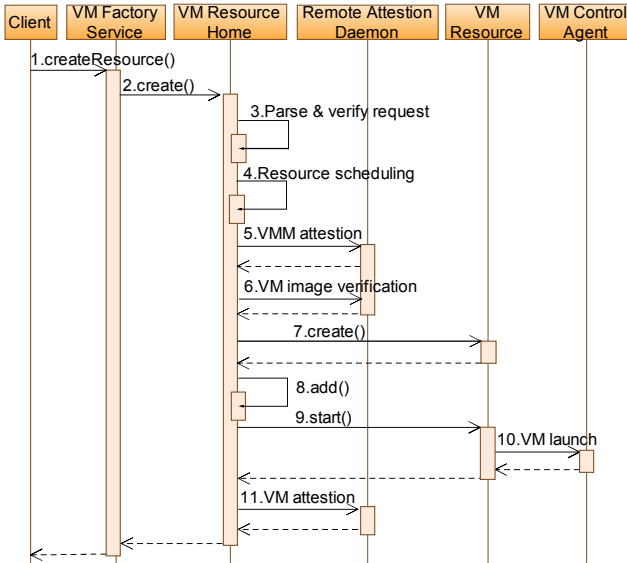 Client
VM Factory
Service
VM Resource
Home
Remote Attestion
Daemon
VM
Resource
VM Control
Agent
1.createResource()
2.create()
3.Parse & verify request
4.Resource scheduling
5.VMM attestion
6.VM image verification
7.create()
8.add()
9.start()
10.VM launch
11.VM attestion